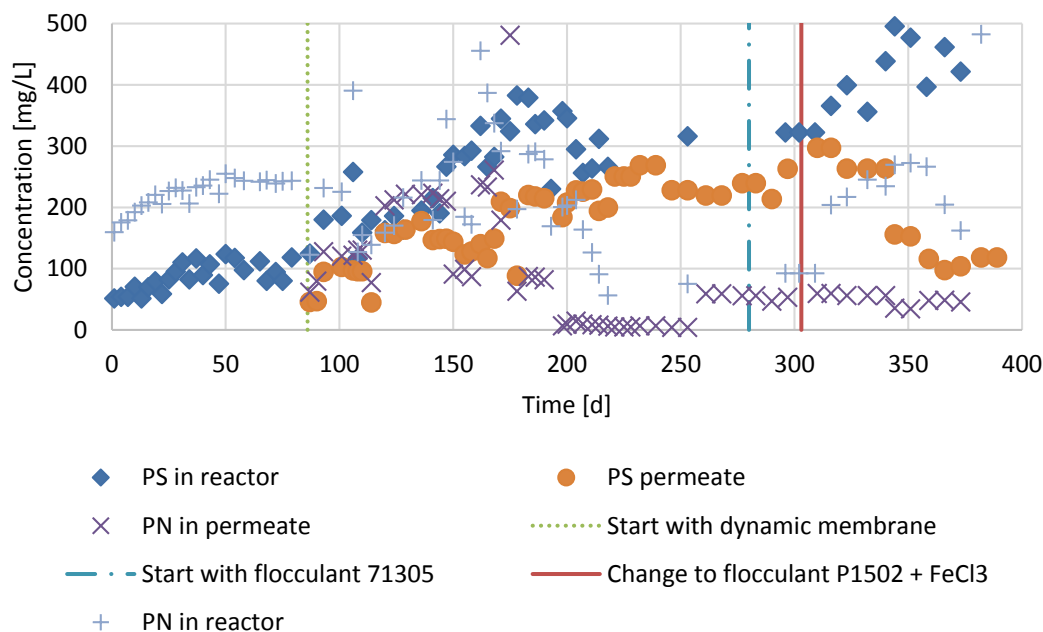 Concentration [mg/L]
500
400
300
200
100
0
0 50 100 150 200 250 300 350 400
Time [d]
PS in reactor PS permeate
PN in permeate Start with dynamic membrane
Start with flocculant 71305 Change to flocculant P1502 + FeCl3
PN in reactor